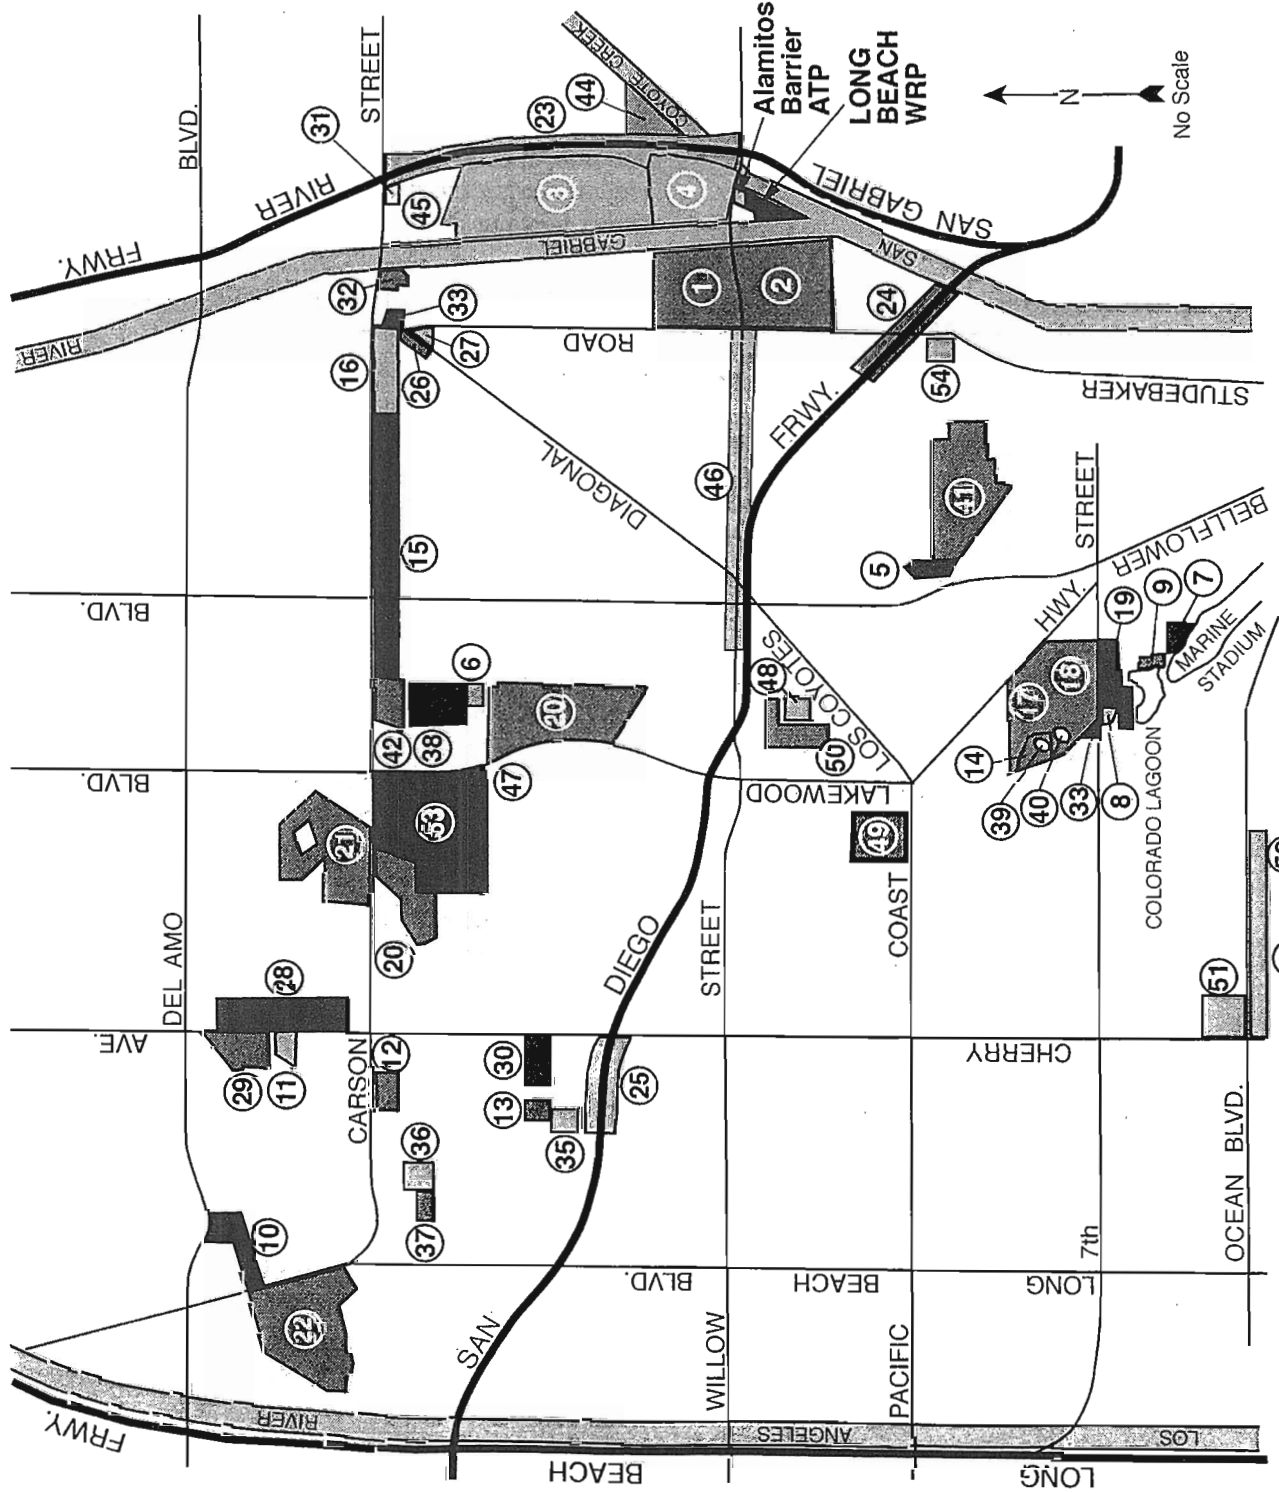 BLVD.
STREET
31
RIVER
FRWY.
23
44
COYOTE CREEK
Alamitos
Barrier
ATP
LONG
BEACH
WRP
N
No Scale
45
3
4
GABRIEL
SAN GABRIEL
SAN
RIVER
32
33
16
26
27
ROAD
1
2
24
54
STUDEBAKER
DIAGONAL
46
FRWY.
15
5
41
STREET
BELLFLOWER
HWY.
BLVD.
6
42
38
20
47
48
50
LOS COYOTES
17
18
19
9
7
MARINE
STADIUM
14
39
40
33
8
COLORADO LAGOON
BLVD.
21
53
20
LAKEWOOD
49
COAST
DEL AMO
28
DIEGO
STREET
51
AVE.
29
11
CARSON
12
30
13
35
25
CHERRY
36
37
10
22
BLVD.
BEACH
7th
LONG
OCEAN BLVD.
SAN
WILLOW
PACIFIC
FRWY.
RIVER
ANGELES
LOS
BEACH
LONG